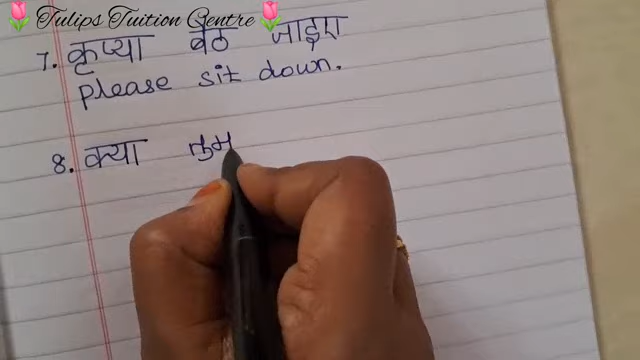 Tulips Tuition Centre
7. कृप्या बैठ जाइए
please sit down.
8. क्या तुम